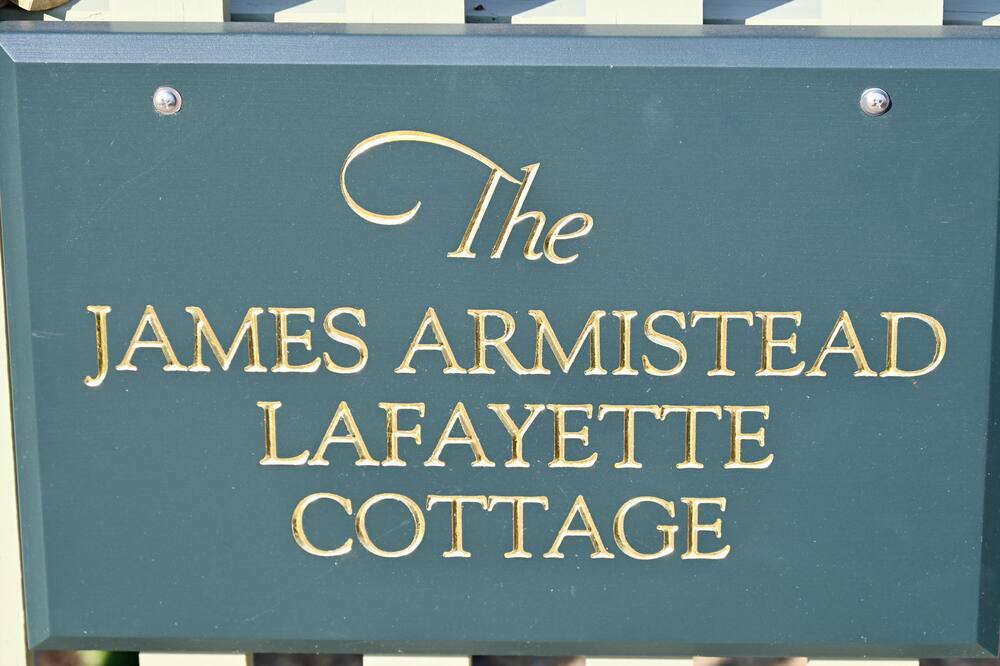 The
JAMES ARMISTEAD
LAFAYETTE
COTTAGE